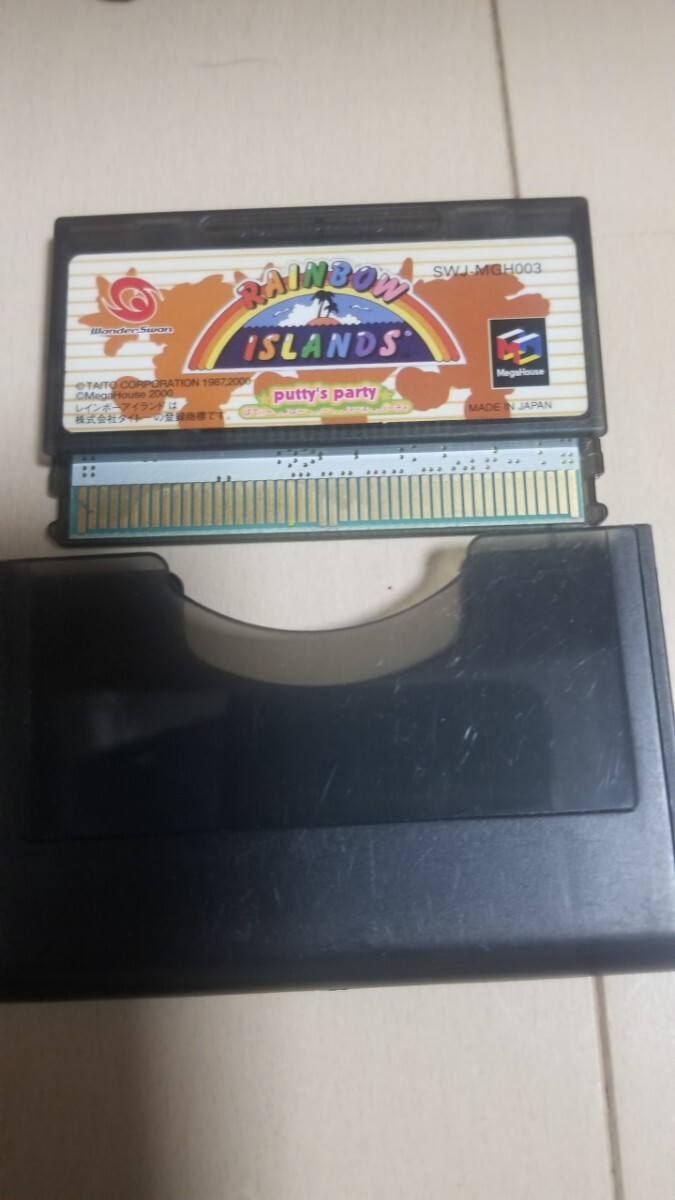 RAINBOW
ISLANDS
putty's party
SWJ-MGH003
WonderSwan
MegaHouse
© TAITO CORPORATION 1987,2000
©MegaHouse 2000
レインボーアイランドは
株式会社タイトーの登録商標です。
MADE IN JAPAN